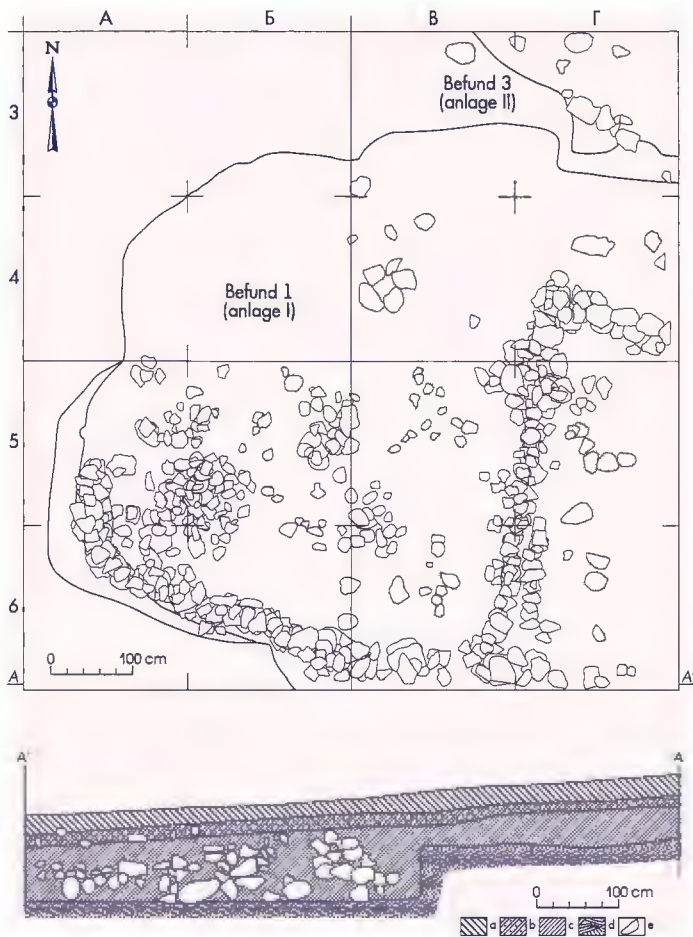 А Б В Г
N
3
Befund 3
(anlage II)
4
Befund 1
(anlage I)
5
6
0 100 cm
A A'
A' A
0 100 cm
a b c d e